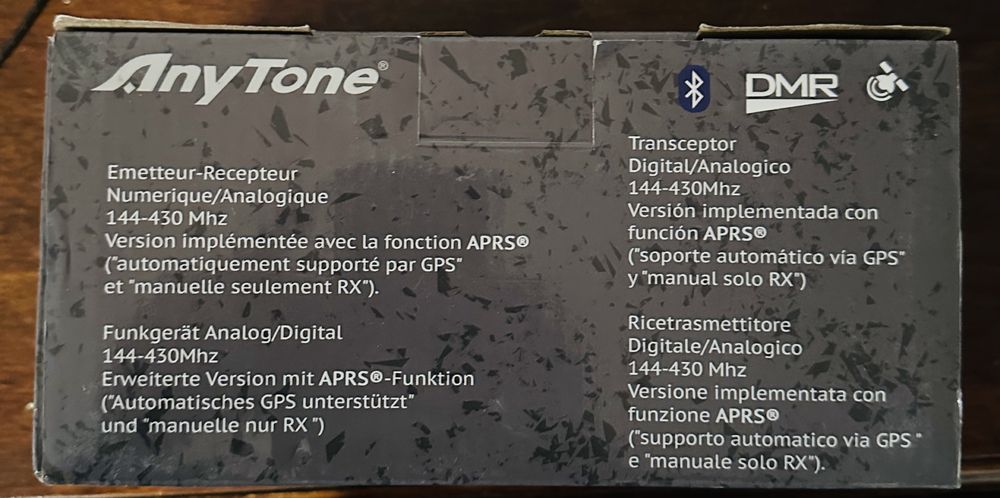 AnyTone®
DMR
Emetteur-Recepteur
Numerique/Analogique
144-430 Mhz
Version implémentée avec la fonction APRS®
("automatiquement supporté par GPS"
et "manuelle seulement RX").
Funkgerät Analog/Digital
144-430Mhz
Erweiterte Version mit APRS®-Funktion
("Automatisches GPS unterstützt"
und "manuelle nur RX ")
Transceptor
Digital/Analogico
144-430Mhz
Versión implementada con
función APRS®
("soporte automático vía GPS"
y "manual solo RX")
Ricetrasmettitore
Digitale/Analogico
144-430 Mhz
Versione implementata con
funzione APRS®
("supporto automatico via GPS "
e "manuale solo RX").